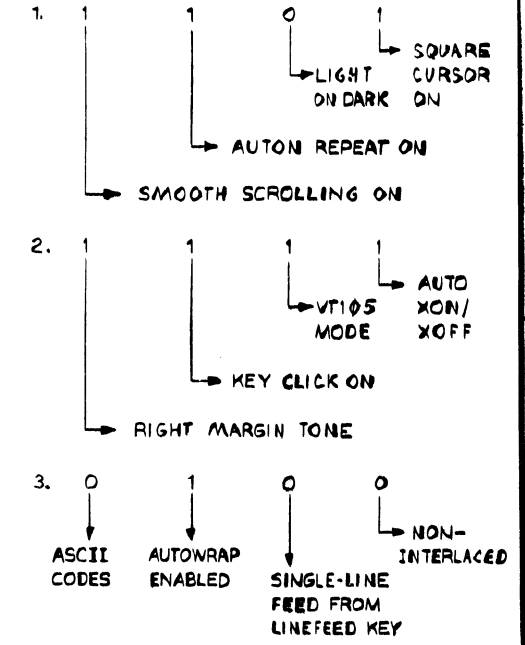 1. 1 1 0 1
SQUARE
CURSOR
ON
LIGHT
ON DARK
AUTON REPEAT ON
SMOOTH SCROLLING ON
2. 1 1 1 1
AUTO
XON/
XOFF
VT1Ø5
MODE
KEY CLICK ON
RIGHT MARGIN TONE
3. 0 1 0 0
NON-
INTERLACED
ASCII
CODES
AUTOWRAP
ENABLED
SINGLE-LINE
FEED FROM
LINEFEED KEY